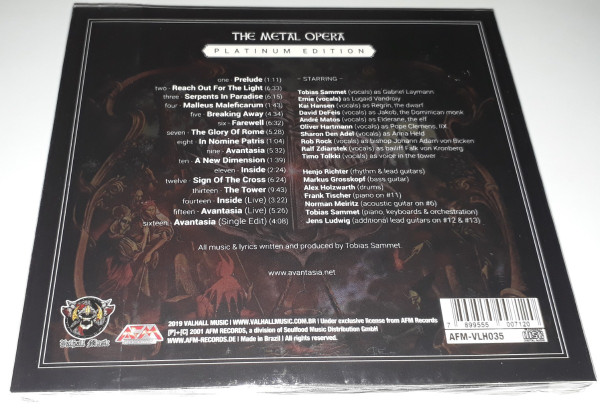 THE METAL OPERA
PLATINUM EDITION
one - Prelude (1:11)
two - Reach Out For The Light (6:33)
three - Serpents In Paradise (6:15)
four - Malleus Maleficarum (1:43)
five - Breaking Away (4:34)
six - Farewell (6:32)
seven - The Glory Of Rome (5:28)
eight - In Nomine Patris (1:04)
nine - Avantasia (5:32)
ten - A New Dimension (1:39)
eleven - Inside (2:24)
twelve - Sign Of The Cross (6:24)
thirteen - The Tower (9:43)
fourteen - Inside (Live) (3:22)
fifteen - Avantasia (Live) (5:26)
sixteen - Avantasia (Single Edit) (4:08)
- STARRING -
Tobias Sammet (vocals) as Gabriel Laymann
Ernie (vocals) as Lugaid Vandroiy
Kai Hansen (vocals) as Regrin, the dwarf
David DeFeis (vocals) as Jakob, the Dominican monk
André Matos (vocals) as Elderane, the elf
Oliver Hartmann (vocals) as Pope Clemens, IIX
Sharon Den Adel (vocals) as Anna Held
Rob Rock (vocals) as bishop Johann Adam von Bicken
Ralf Zdiarstek (vocals) as bailiff Falk von Kronberg
Timo Tolkki (vocals) as voice in the tower
Henjo Richter (rhythm & lead guitars)
Markus Grosskopf (bass guitar)
Alex Holzwarth (drums)
Frank Tischer (piano on #11)
Norman Meiritz (acoustic guitar on #6)
Tobias Sammet (piano, keyboards & orchestration)
Jens Ludwig (additional lead guitars on #12 & #13)
All music & lyrics written and produced by Tobias Sammet.
www.avantasia.net
Valhall Music
AFM
RECORDS
2019 VALHALL MUSIC | WWW.VALHALLMUSIC.COM.BR | Under exclusive license from AFM Records
[P]+[C] 2001 AFM RECORDS, a division of Soulfood Music Distribution GmbH
WWW.AFM-RECORDS.DE | Made in Brazil | All rights reserved.
7 899555 007120
AFM-VLH035